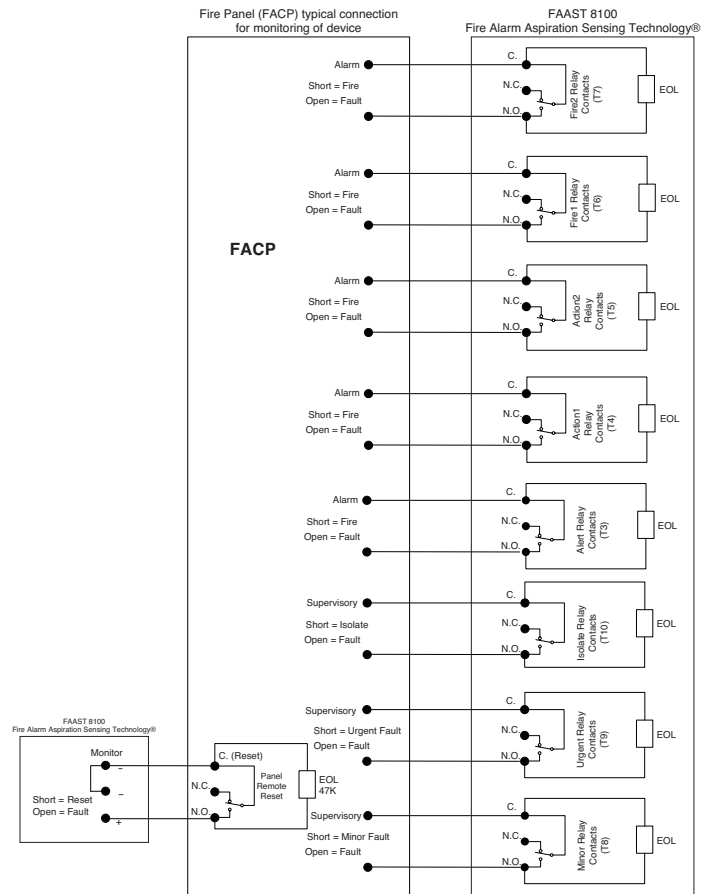 Fire Panel (FACP) typical connection
for monitoring of device
FAAST 8100
Fire Alarm Aspiration Sensing Technology®
FACP
Alarm
Short = Fire
Open = Fault
C.
N.C.
N.O.
Fire2 Relay
Contacts
(T7)
EOL
Alarm
Short = Fire
Open = Fault
C.
N.C.
N.O.
Fire1 Relay
Contacts
(T6)
EOL
Alarm
Short = Fire
Open = Fault
C.
N.C.
N.O.
Action2
Relay
Contacts
(T5)
EOL
Alarm
Short = Fire
Open = Fault
C.
N.C.
N.O.
Action1
Relay
Contacts
(T4)
EOL
Alarm
Short = Fire
Open = Fault
C.
N.C.
N.O.
Alert Relay
Contacts
(T3)
EOL
Supervisory
Short = Isolate
Open = Fault
C.
N.C.
N.O.
Isolate Relay
Contacts
(T10)
EOL
Supervisory
Short = Urgent Fault
Open = Fault
C.
N.C.
N.O.
Urgent Relay
Contacts
(T9)
EOL
Supervisory
Short = Minor Fault
Open = Fault
C.
N.C.
N.O.
Minor Relay
Contacts
(T8)
EOL
FAAST 8100
Fire Alarm Aspiration Sensing Technology®
Monitor
–
–
+
Short = Reset
Open = Fault
C. (Reset)
N.C.
N.O.
Panel
Remote
Reset
EOL
47K